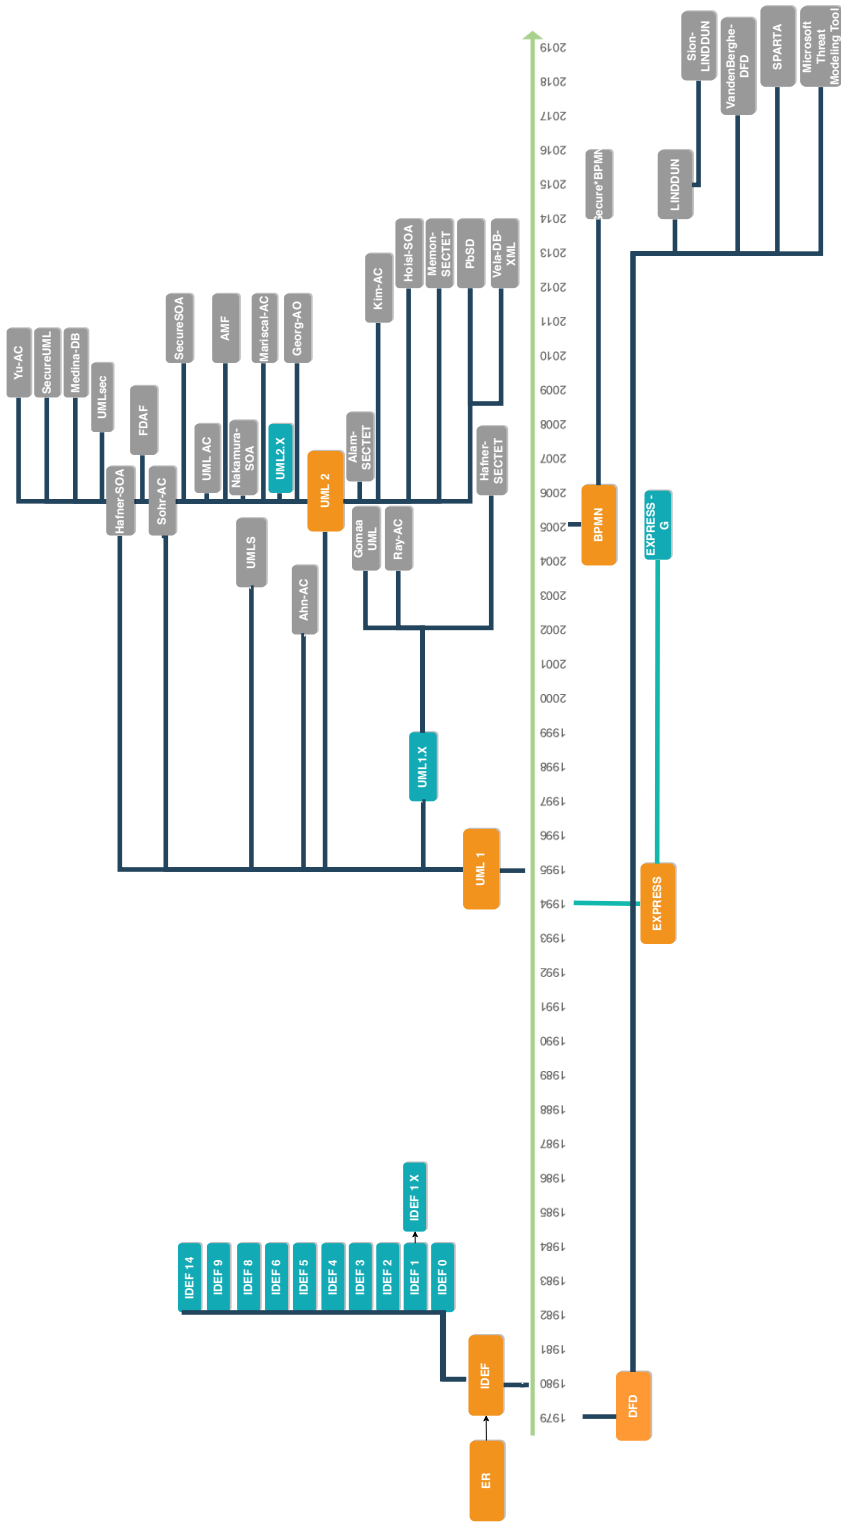 Yu-AC
SecureUML
Medina-DB
UMLsec
Hafner-SOA
FDAF
Sohr-AC
SecureSOA
UML AC
AMF
Nakamura-
SOA
UMLS
Mariscal-AC
UML2.X
Georg-AO
Ahn-AC
UML 2
Alam-
SECTET
Gomaa
UML
Kim-AC
Ray-AC
Hoisl-SOA
UML1.X
Memon-
SECTET
PbSD
UML 1
Hafner-
SECTET
Vela-DB-
XML
IDEF 14
IDEF 9
IDEF 8
IDEF 6
IDEF 5
IDEF 4
IDEF 3
IDEF 2
IDEF 1
IDEF 1 X
IDEF 0
ER
IDEF
1979
1980
1981
1982
1983
1984
1985
1986
1987
1988
1989
1990
1991
1992
1993
1994
1995
1996
1997
1998
1999
2000
2001
2002
2003
2004
2005
2006
2007
2008
2009
2010
2011
2012
2013
2014
2015
2016
2017
2018
2019
BPMN
ecure*BPMN
DFD
EXPRESS
EXPRESS -
G
LINDDUN
Sion-
LINDDUN
VandenBerghe-
DFD
SPARTA
Microsoft
Threat
Modeling Tool